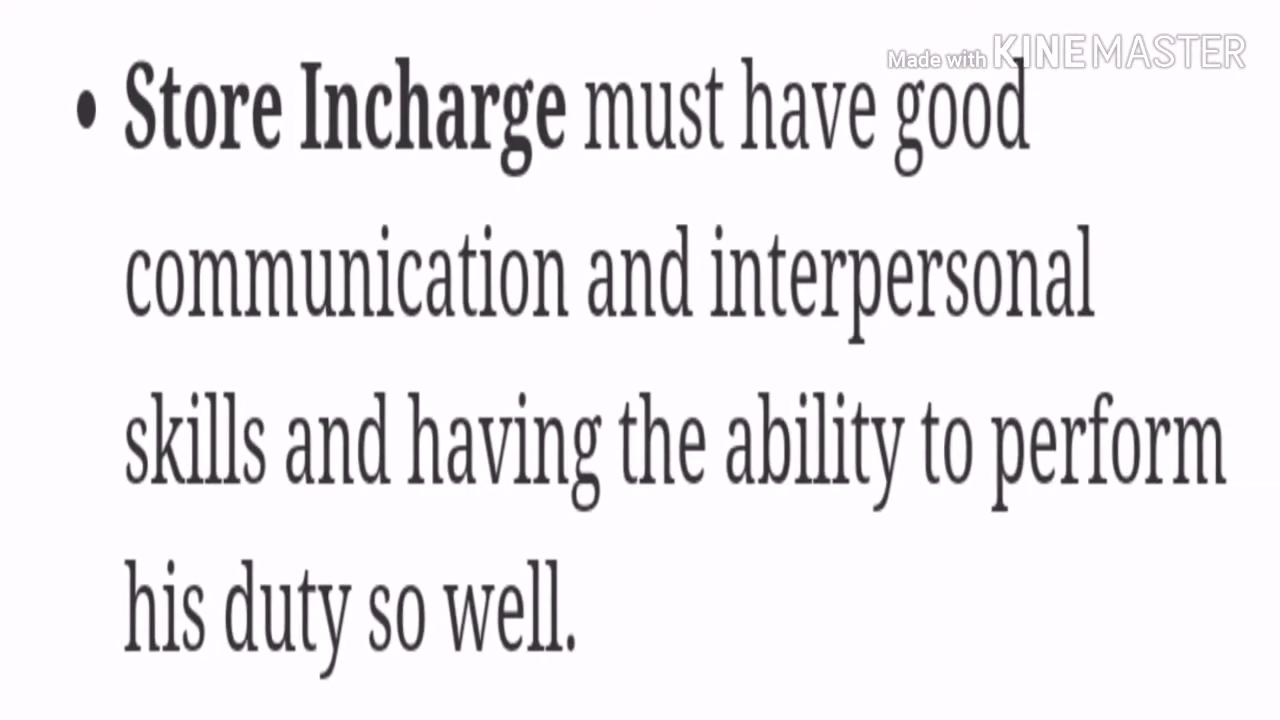 Made with KINEMASTER
• Store Incharge must have good
communication and interpersonal
skills and having the ability to perform
his duty so well.